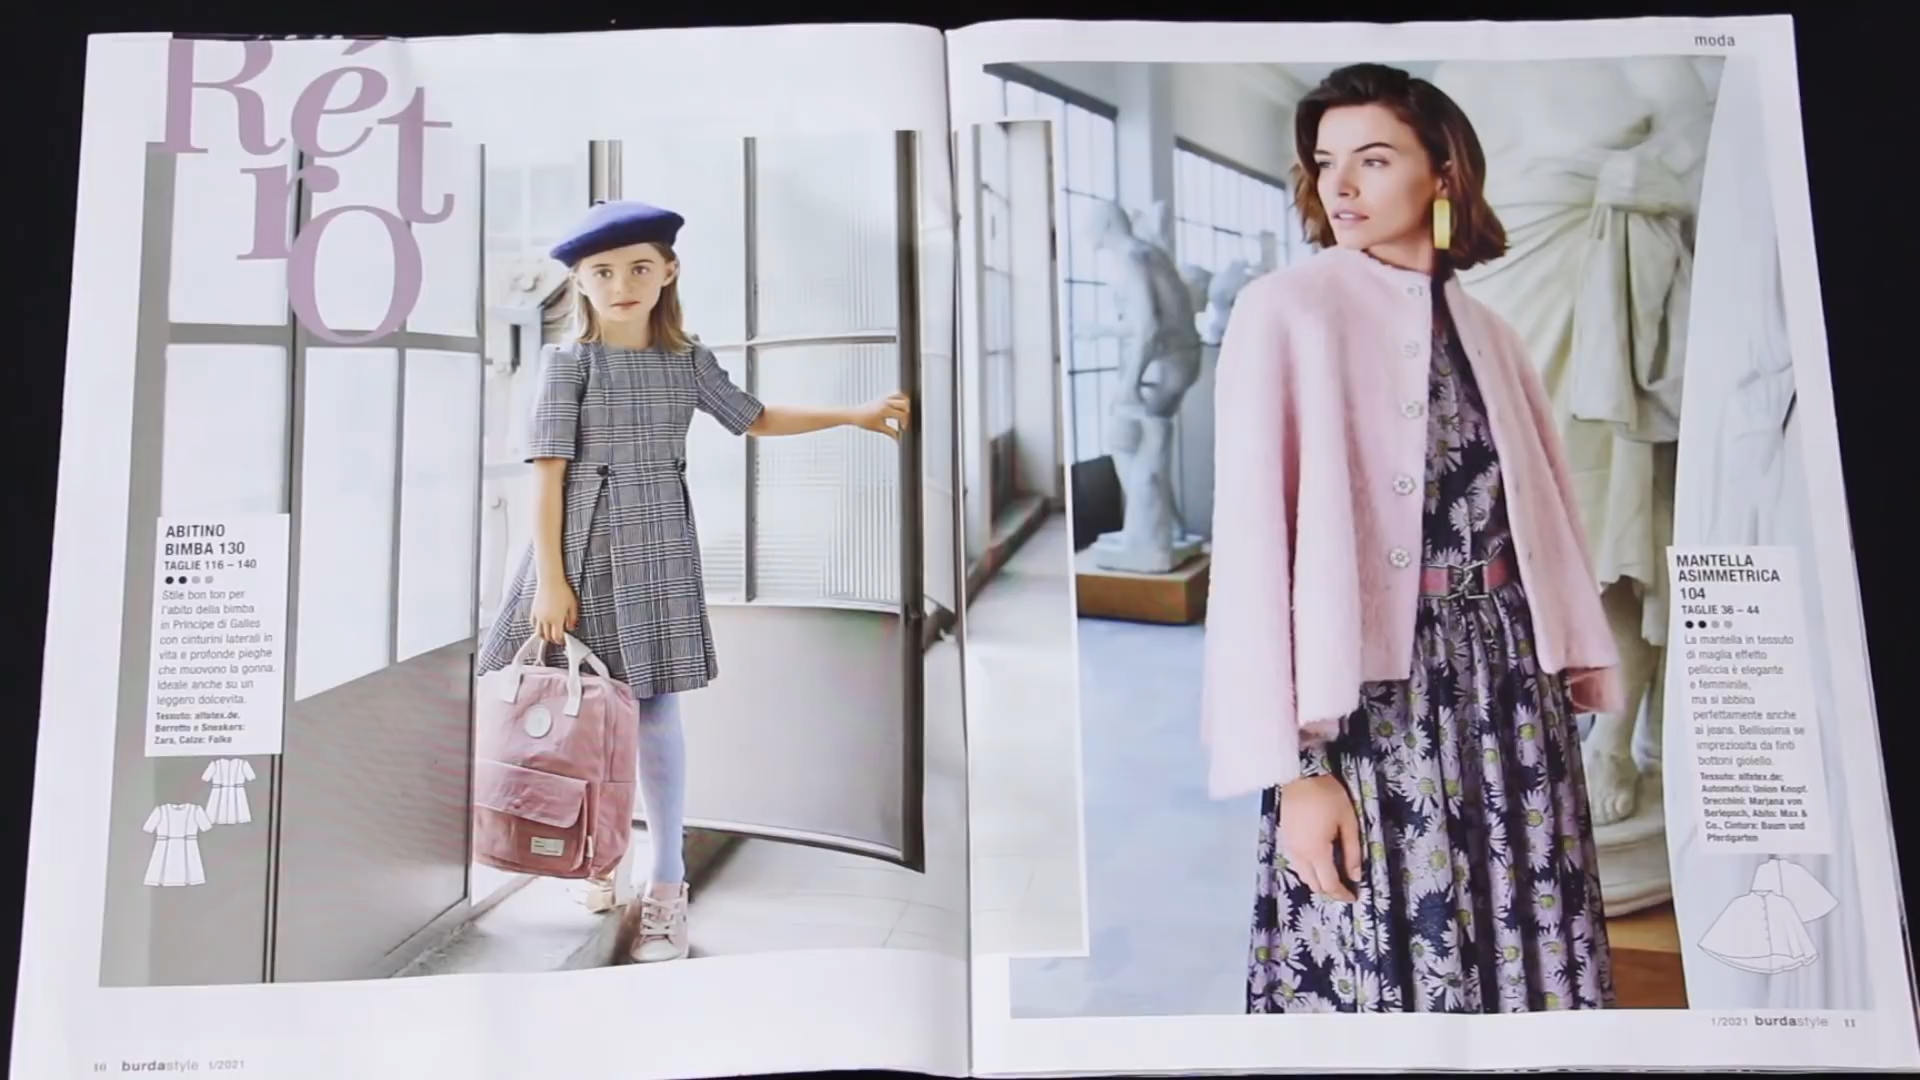 Rétro
ABITINO
BIMBA 130
TAGLIE 116 – 140
Stile bon ton per
l'abito della bimba
in Principe di Galles
con cinturini laterali in
vita e profonde pieghe
che muovono la gonna.
Ideale anche su un
leggero dolcevita.
Tessuto: alfatex.de,
Berretto e Sneakers:
Zara, Calze: Falke
10 burdastyle 1/2021
moda
MANTELLA
ASIMMETRICA
104
TAGLIE 36 – 44
La mantella in tessuto
di maglia effetto
pelliccia è elegante
e femminile,
ma si abbina
perfettamente anche
ai jeans. Bellissima se
impreziosita da finti
bottoni gioiello.
Tessuto: alfatex.de;
Automatici: Union Knopf,
Orecchini: Marjana von
Berlepsch, Abito: Max &
Co., Cintura: Baum und
Pferdgarten
1/2021 burdastyle 11